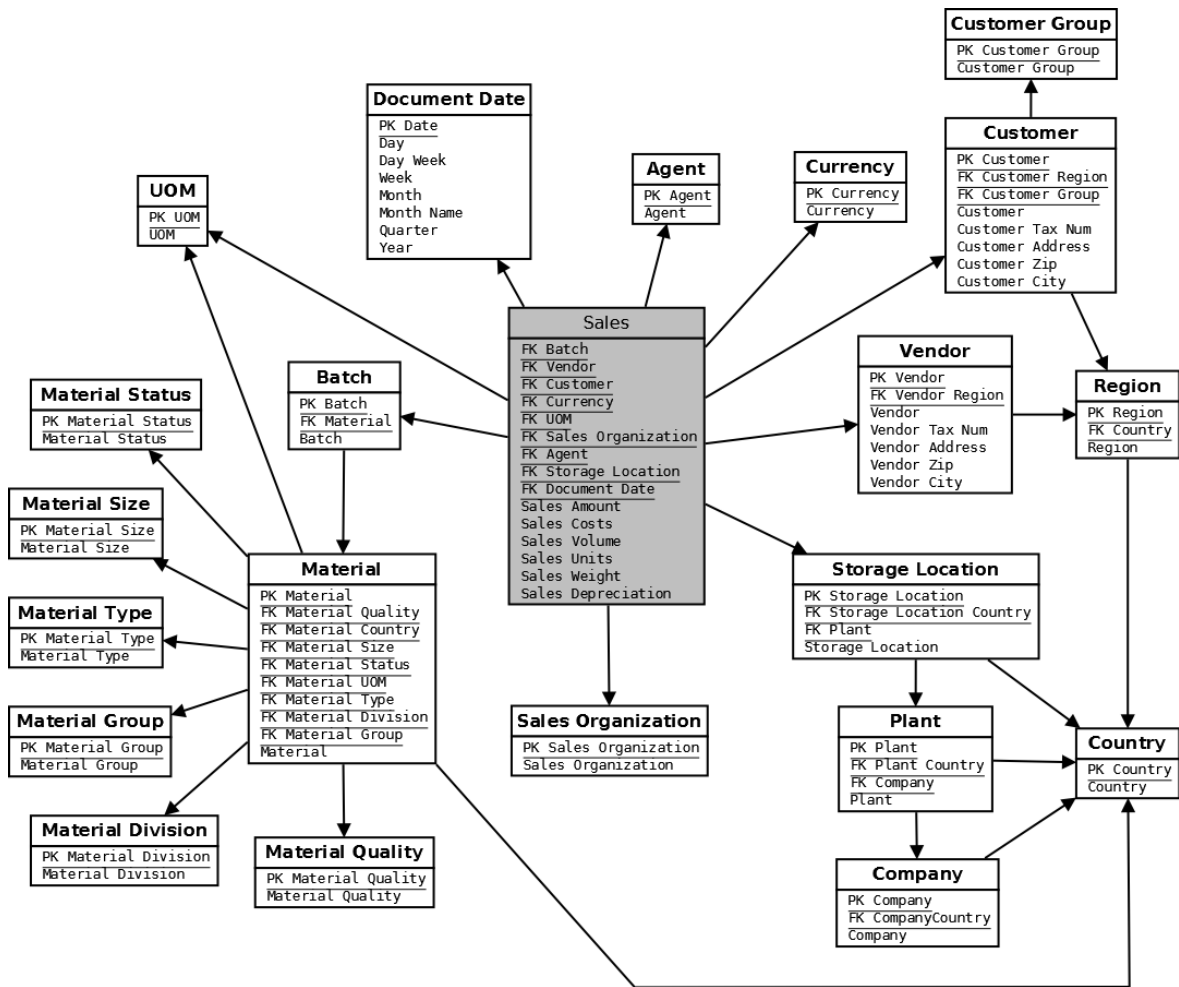 Customer Group
PK Customer Group
Customer Group
Document Date
PK Date
Day
Day Week
Week
Month
Month Name
Quarter
Year
Customer
PK Customer
FK Customer Region
FK Customer Group
Customer
Customer Tax Num
Customer Address
Customer Zip
Customer City
Agent
PK Agent
Agent
Currency
PK Currency
Currency
UOM
PK UOM
UOM
Sales
FK Batch
FK Vendor
FK Customer
FK Currency
FK UOM
FK Sales Organization
FK Agent
FK Storage Location
FK Document Date
Sales Amount
Sales Costs
Sales Volume
Sales Units
Sales Weight
Sales Depreciation
Vendor
PK Vendor
FK Vendor Region
Vendor
Vendor Tax Num
Vendor Address
Vendor Zip
Vendor City
Batch
PK Batch
FK Material
Batch
Region
PK Region
FK Country
Region
Material Status
PK Material Status
Material Status
Material Size
PK Material Size
Material Size
Material
PK Material
FK Material Quality
FK Material Country
FK Material Size
FK Material Status
FK Material UOM
FK Material Type
FK Material Division
FK Material Group
Material
Storage Location
PK Storage Location
FK Storage Location Country
FK Plant
Storage Location
Material Type
PK Material Type
Material Type
Material Group
PK Material Group
Material Group
Sales Organization
PK Sales Organization
Sales Organization
Plant
PK Plant
FK Plant Country
FK Company
Plant
Country
PK Country
Country
Material Division
PK Material Division
Material Division
Material Quality
PK Material Quality
Material Quality
Company
PK Company
FK CompanyCountry
Company